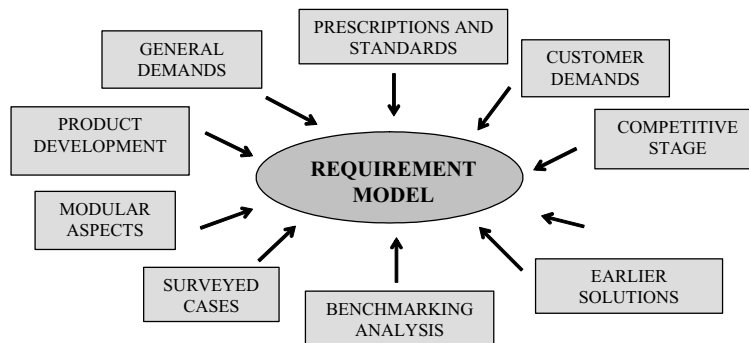 PRESCRIPTIONS AND
STANDARDS
GENERAL
DEMANDS
CUSTOMER
DEMANDS
PRODUCT
DEVELOPMENT
COMPETITIVE
STAGE
REQUIREMENT
MODEL
MODULAR
ASPECTS
SURVEYED
CASES
BENCHMARKING
ANALYSIS
EARLIER
SOLUTIONS